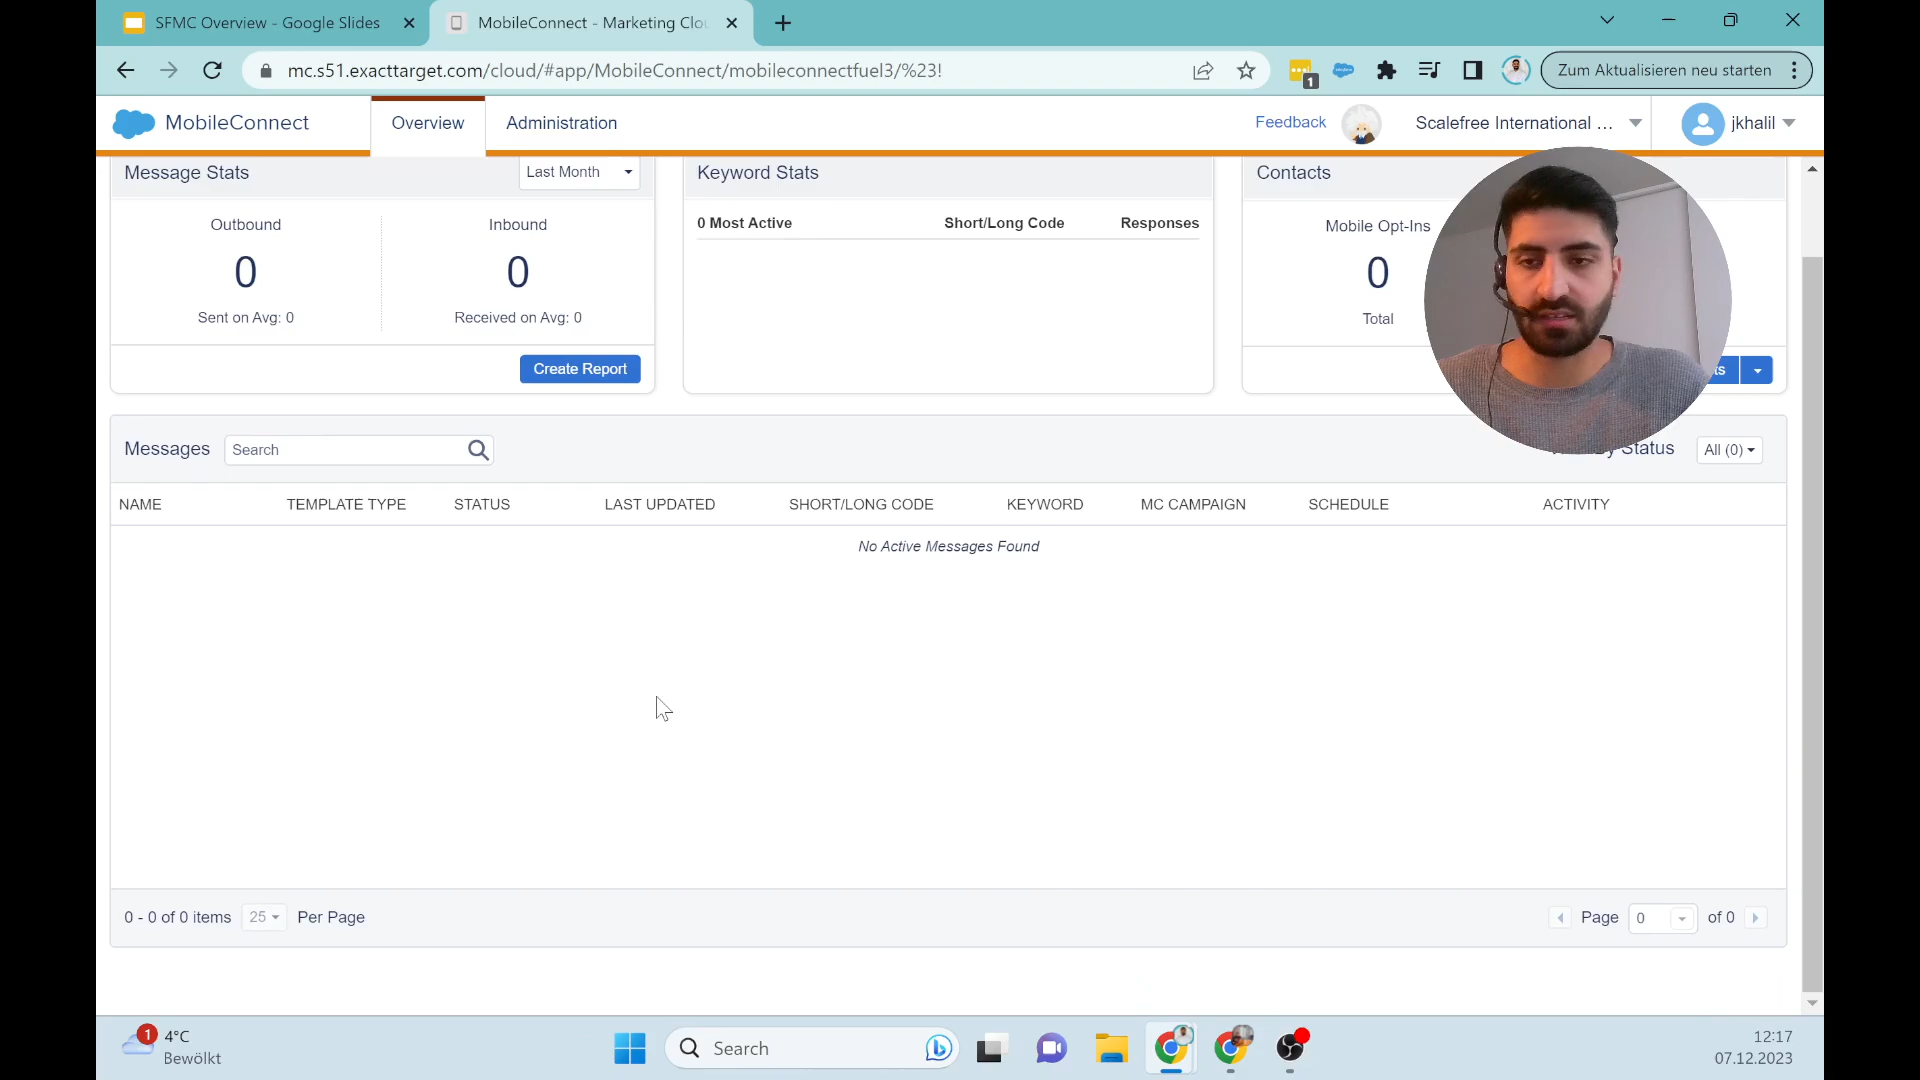 SFMC Overview - Google Slides
MobileConnect - Marketing Clou
mc.s51.exacttarget.com/cloud/#app/MobileConnect/mobileconnectfuel3/%23!
1
Zum Aktualisieren neu starten
MobileConnect
Overview
Administration
Feedback
Scalefree International ...
jkhalil
Message Stats
Last Month
Keyword Stats
Contacts
Outbound
Inbound
0 Most Active
Short/Long Code
Responses
Mobile Opt-Ins
0
0
0
Sent on Avg: 0
Received on Avg: 0
Total
Create Report
ts
Messages
Search
By Status
All (0)
NAME
TEMPLATE TYPE
STATUS
LAST UPDATED
SHORT/LONG CODE
KEYWORD
MC CAMPAIGN
SCHEDULE
ACTIVITY
No Active Messages Found
0 - 0 of 0 items
25
Per Page
Page
0
of 0
1
4°C
Bewölkt
Search
12:17
07.12.2023